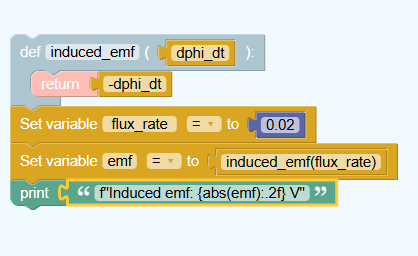 def induced_emf ( dphi_dt ):
return -dphi_dt
Set variable flux_rate = to 0.02
Set variable emf = to induced_emf(flux_rate)
print “ f"Induced emf: {abs(emf):.2f} V" ”